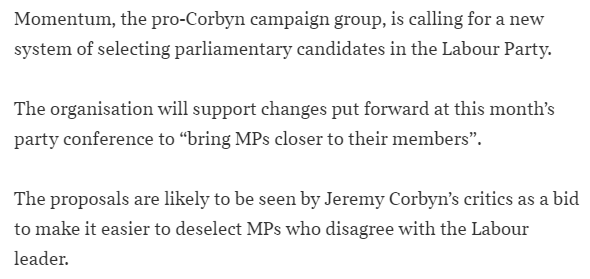 Momentum, the pro-Corbyn campaign group, is calling for a new
system of selecting parliamentary candidates in the Labour Party.
The organisation will support changes put forward at this month’s
party conference to “bring MPs closer to their members”.
The proposals are likely to be seen by Jeremy Corbyn’s critics as a bid
to make it easier to deselect MPs who disagree with the Labour
leader.